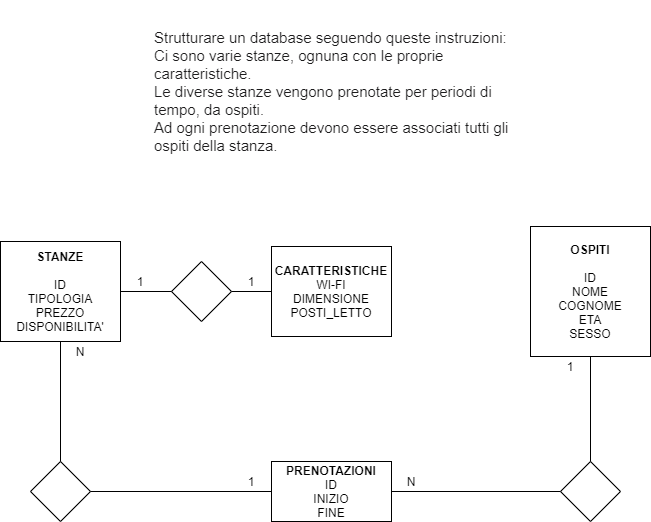 Strutturare un database seguendo queste instruzioni:
Ci sono varie stanze, ognuna con le proprie
caratteristiche.
Le diverse stanze vengono prenotate per periodi di
tempo, da ospiti.
Ad ogni prenotazione devono essere associati tutti gli
ospiti della stanza.
STANZE
ID
TIPOLOGIA
PREZZO
DISPONIBILITA'
1
1
CARATTERISTICHE
WI-FI
DIMENSIONE
POSTI_LETTO
OSPITI
ID
NOME
COGNOME
ETA
SESSO
N
1
1
PRENOTAZIONI
ID
INIZIO
FINE
N